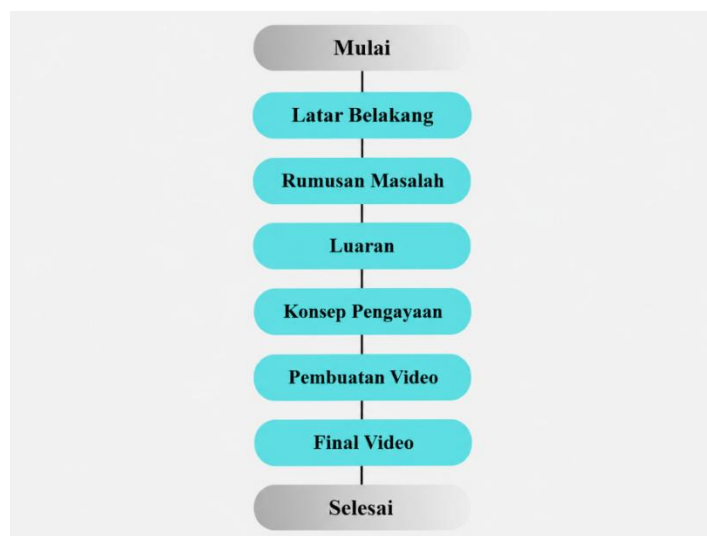 Mulai
Latar Belakang
Rumusan Masalah
Luaran
Konsep Pengayaan
Pembuatan Video
Final Video
Selesai